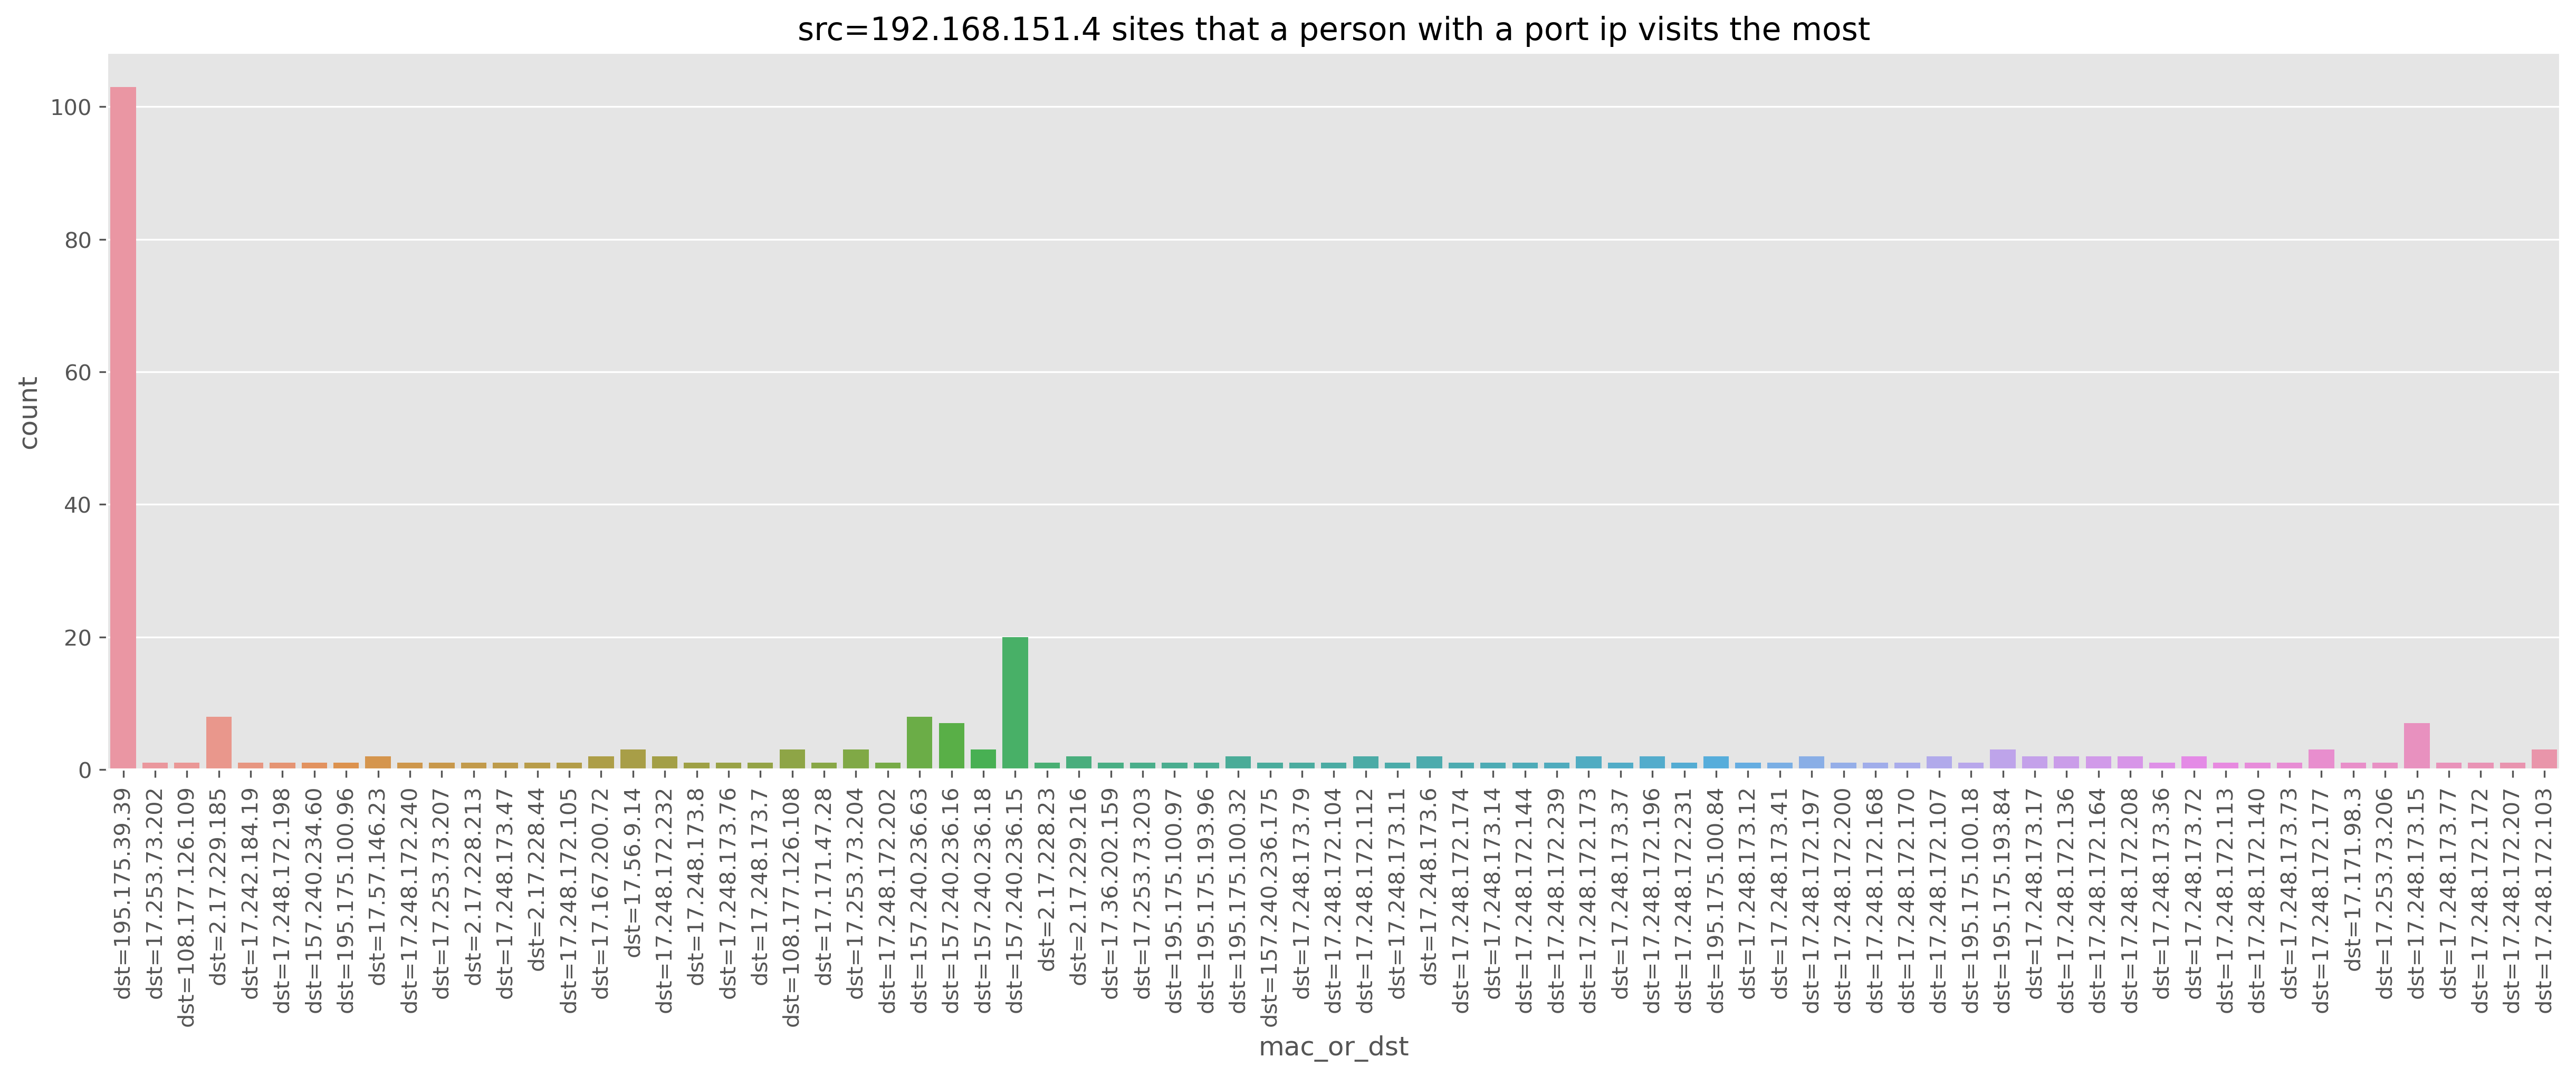 src=192.168.151.4 sites that a person with a port ip visits the most
100
80
60
40
20
0
count
dst=195.175.39.39
dst=17.253.73.202
dst=108.177.126.109
dst=2.17.229.185
dst=17.242.184.19
dst=17.248.172.198
dst=157.240.234.60
dst=195.175.100.96
dst=17.57.146.23
dst=17.248.172.240
dst=17.253.73.207
dst=2.17.228.213
dst=17.248.173.47
dst=2.17.228.44
dst=17.248.172.105
dst=17.167.200.72
dst=17.56.9.14
dst=17.248.172.232
dst=17.248.173.8
dst=17.248.173.76
dst=17.248.173.7
dst=108.177.126.108
dst=17.171.47.28
dst=17.253.73.204
dst=17.248.172.202
dst=157.240.236.63
dst=157.240.236.16
dst=157.240.236.18
dst=157.240.236.15
dst=2.17.228.23
dst=2.17.229.216
dst=17.36.202.159
dst=17.253.73.203
dst=195.175.100.97
dst=195.175.193.96
dst=195.175.100.32
dst=157.240.236.175
dst=17.248.173.79
dst=17.248.172.104
dst=17.248.172.112
dst=17.248.173.11
dst=17.248.173.6
dst=17.248.172.174
dst=17.248.173.14
dst=17.248.172.144
dst=17.248.172.239
dst=17.248.172.173
dst=17.248.173.37
dst=17.248.172.196
dst=17.248.172.231
dst=195.175.100.84
dst=17.248.173.12
dst=17.248.173.41
dst=17.248.172.197
dst=17.248.172.200
dst=17.248.172.168
dst=17.248.172.170
dst=17.248.172.107
dst=195.175.100.18
dst=195.175.193.84
dst=17.248.173.17
dst=17.248.172.136
dst=17.248.172.164
dst=17.248.172.208
dst=17.248.173.36
dst=17.248.173.72
dst=17.248.172.113
dst=17.248.172.140
dst=17.248.173.73
dst=17.248.172.177
dst=17.171.98.3
dst=17.253.73.206
dst=17.248.173.15
dst=17.248.173.77
dst=17.248.172.172
dst=17.248.172.207
dst=17.248.172.103
mac_or_dst